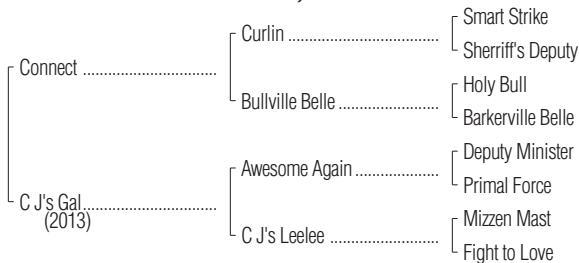 Smart Strike
Curlin
Sherriff's Deputy
Connect
Holy Bull
Bullville Belle
Barkerville Belle
Deputy Minister
Awesome Again
Primal Force
C J's Gal
(2013)
Mizzen Mast
C J's Leelee
Fight to Love